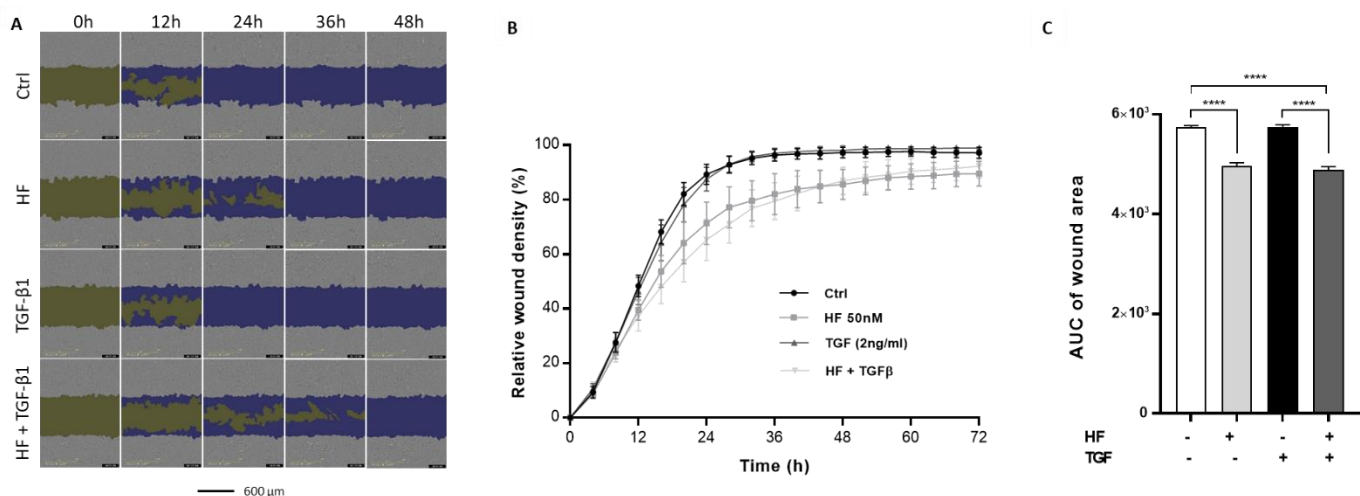 A
0h 12h 24h 36h 48h
Ctrl
HF
TGF-β1
HF + TGF-β1
600 µm
B
Relative wound density (%)
100
80
60
40
20
0
0 12 24 36 48 60 72
Time (h)
Ctrl
HF 50nM
TGF (2ng/ml)
HF + TGFβ
C
****
**** ****
AUC of wound area
6×10³
4×10³
2×10³
0
HF - + - +
TGF - - + +